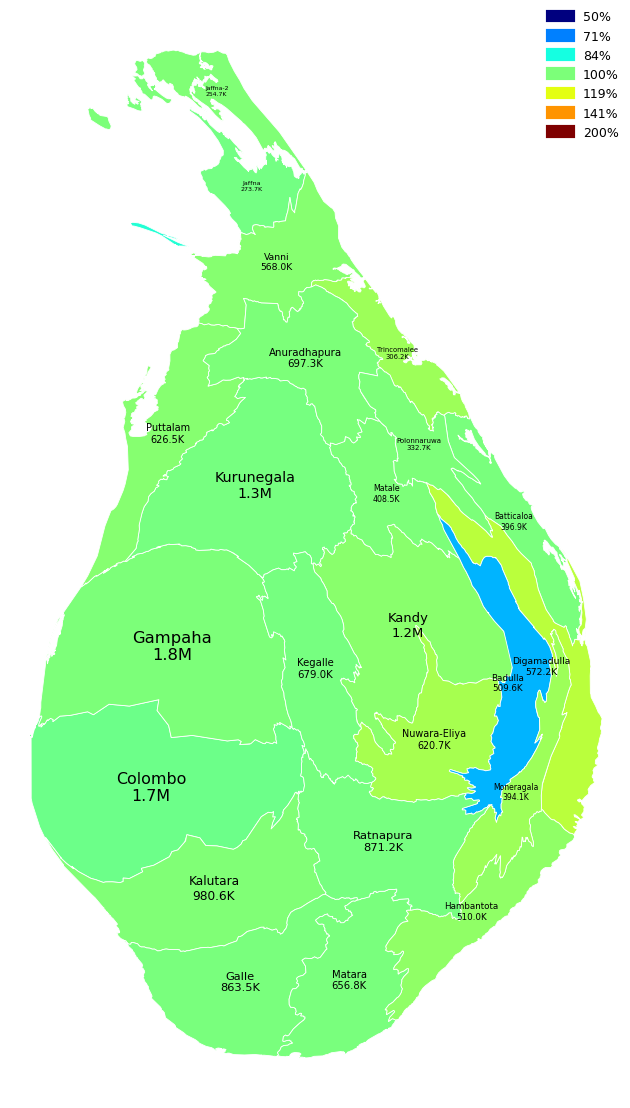 50%
71%
84%
100%
119%
141%
200%
Jaffna-2
254.7K
Jaffna
273.7K
Vanni
568.0K
Anuradhapura
697.3K
Trincomalee
306.2K
Puttalam
626.5K
Polonnaruwa
332.7K
Kurunegala
1.3M
Matale
408.5K
Batticaloa
396.9K
Gampaha
1.8M
Kandy
1.2M
Kegalle
679.0K
Digamadulla
572.2K
Badulla
509.6K
Nuwara-Eliya
620.7K
Colombo
1.7M
Moneragala
394.1K
Ratnapura
871.2K
Kalutara
980.6K
Hambantota
510.0K
Galle
863.5K
Matara
656.8K